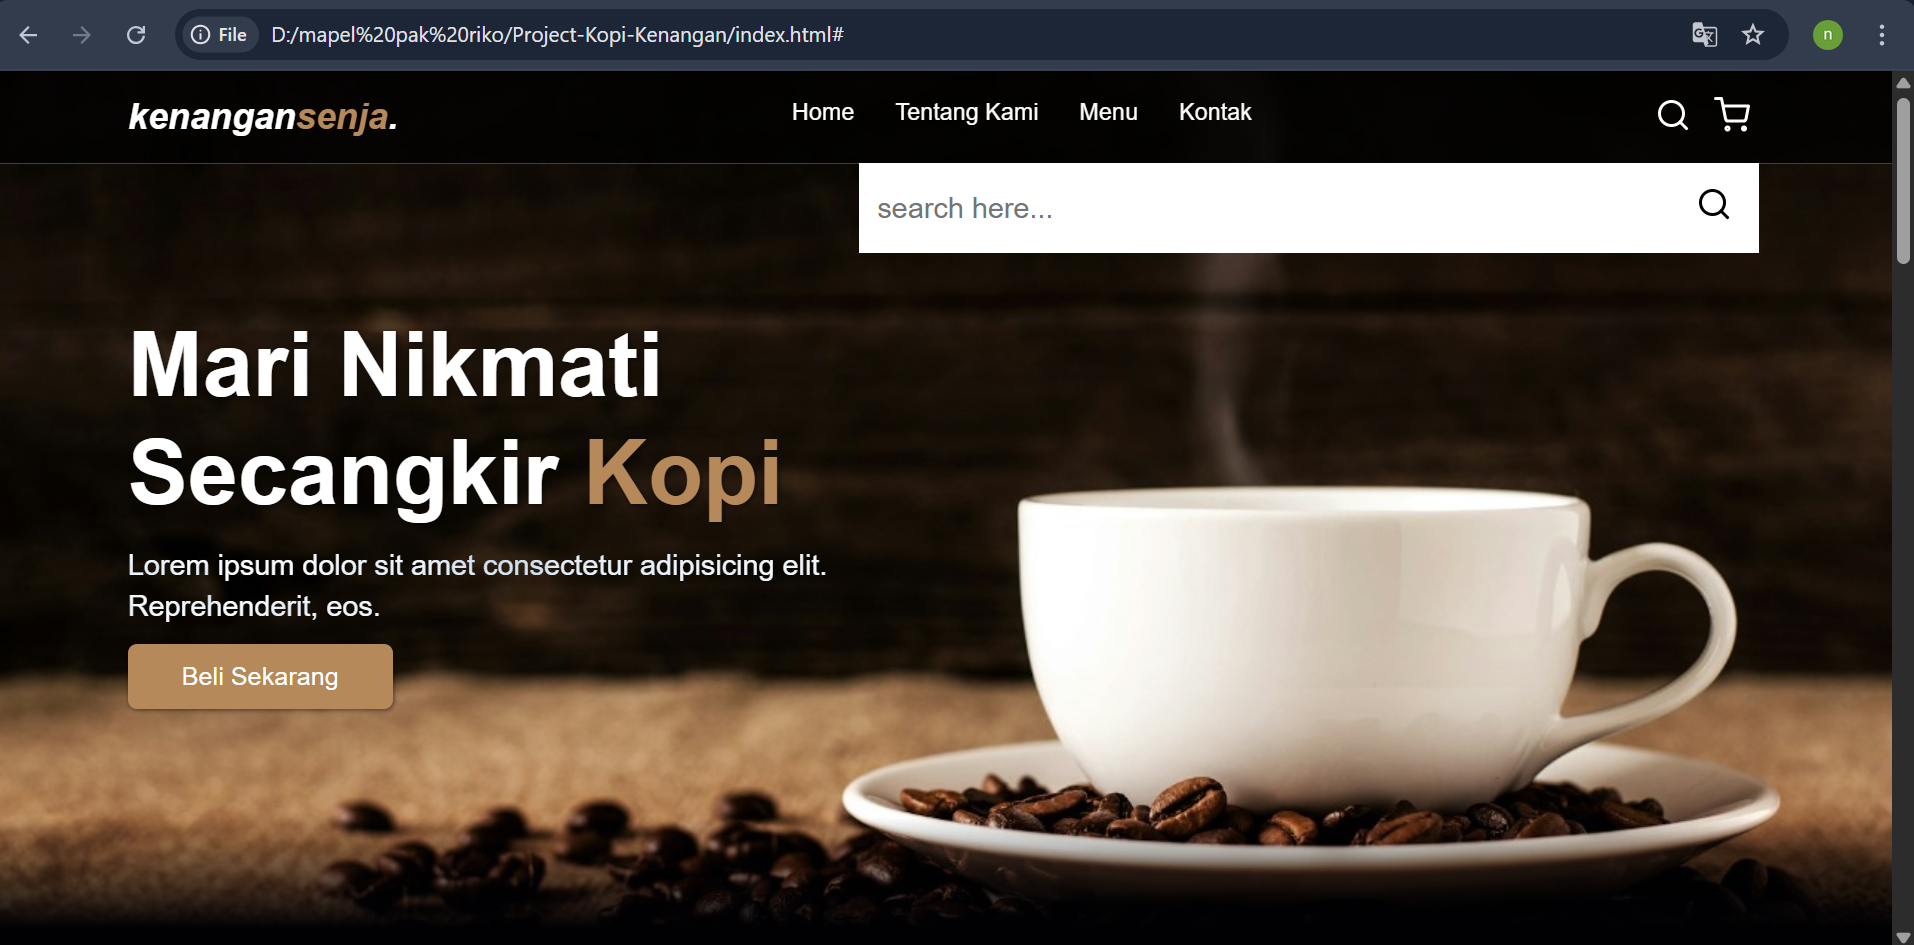 File D:/mapel%20pak%20riko/Project-Kopi-Kenangan/index.html# n
kenangansenja. Home Tentang Kami Menu Kontak
search here...
Mari Nikmati
Secangkir Kopi
Lorem ipsum dolor sit amet consectetur adipisicing elit.
Reprehenderit, eos.
Beli Sekarang